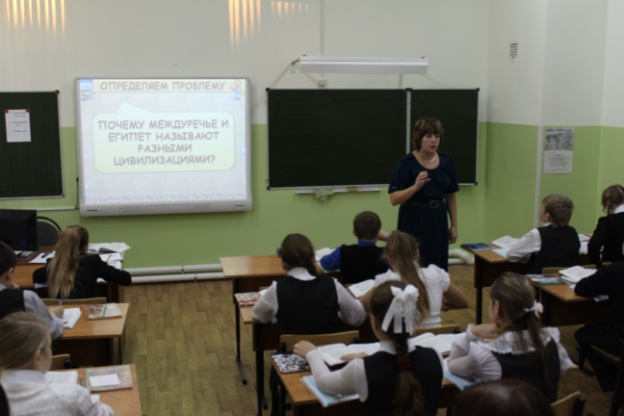 ОПРЕДЕЛЯЕМ ПРОБЛЕМУ
ПОЧЕМУ МЕЖДУРЕЧЬЕ И
ЕГИПЕТ НАЗЫВАЮТ
РАЗНЫМИ
ЦИВИЛИЗАЦИЯМИ?